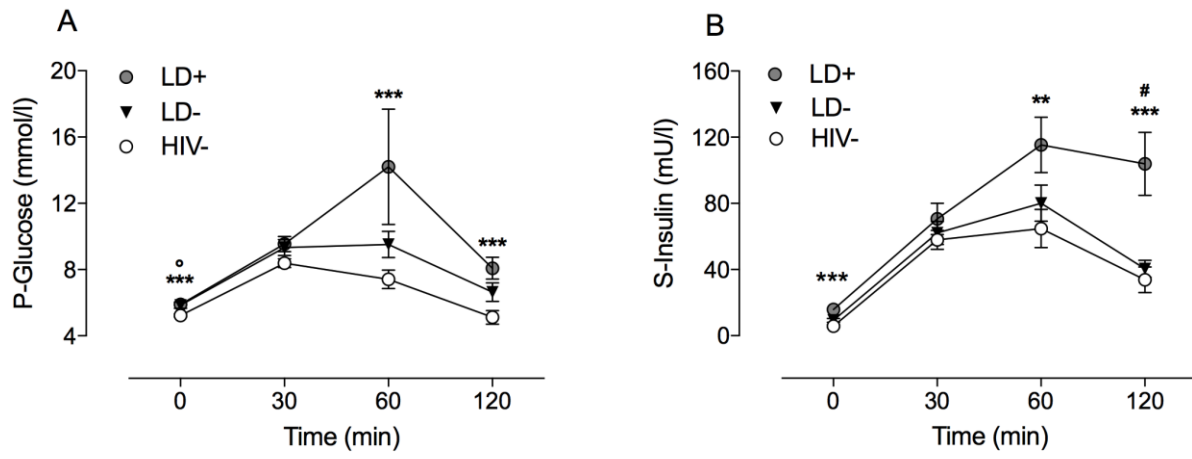 A
LD+
LD-
HIV-
P-Glucose (mmol/l)
20
16
12
8
4
°
***
***
***
0
30
60
120
Time (min)
B
LD+
LD-
HIV-
S-Insulin (mU/l)
160
120
80
40
0
***
**
#
***
0
30
60
120
Time (min)